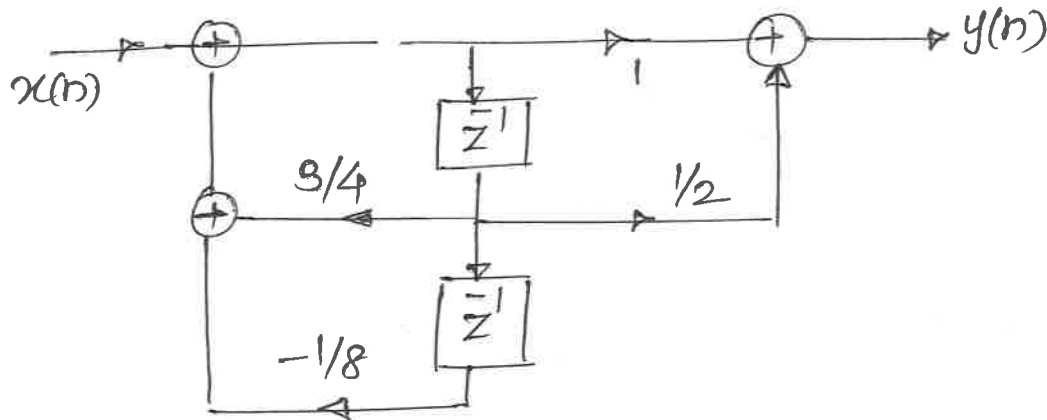 x(n) + 1 + y(n)
z⁻¹
+ 3/4 1/2
z⁻¹
-1/8